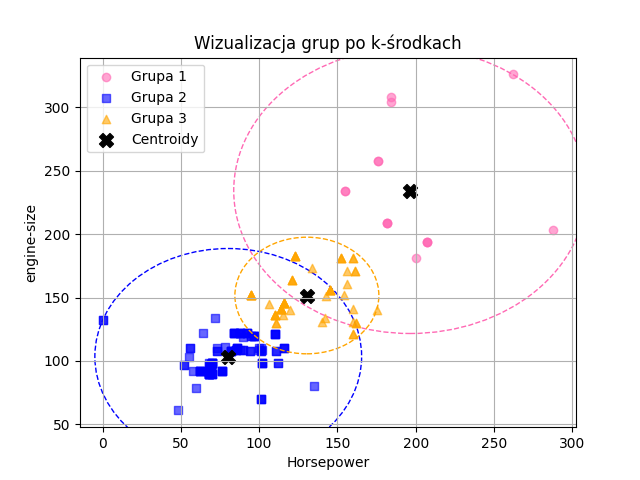 Wizualizacja grup po k-środkach
Grupa 1
Grupa 2
Grupa 3
Centroidy
engine-size
300
250
200
150
100
50
0
50
100
150
200
250
300
Horsepower